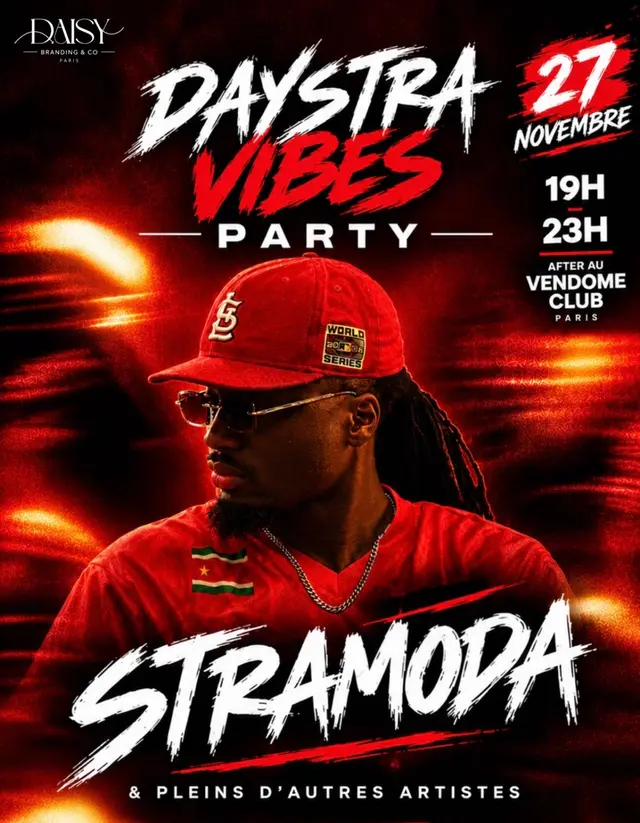 DAISY
BRANDING & CO
PARIS
DAYSTRA
VIBES
PARTY
27
NOVEMBRE
19H
23H
AFTER AU
VENDOME
CLUB
PARIS
WORLD
SERIES
STRAMODA
& PLEINS D'AUTRES ARTISTES